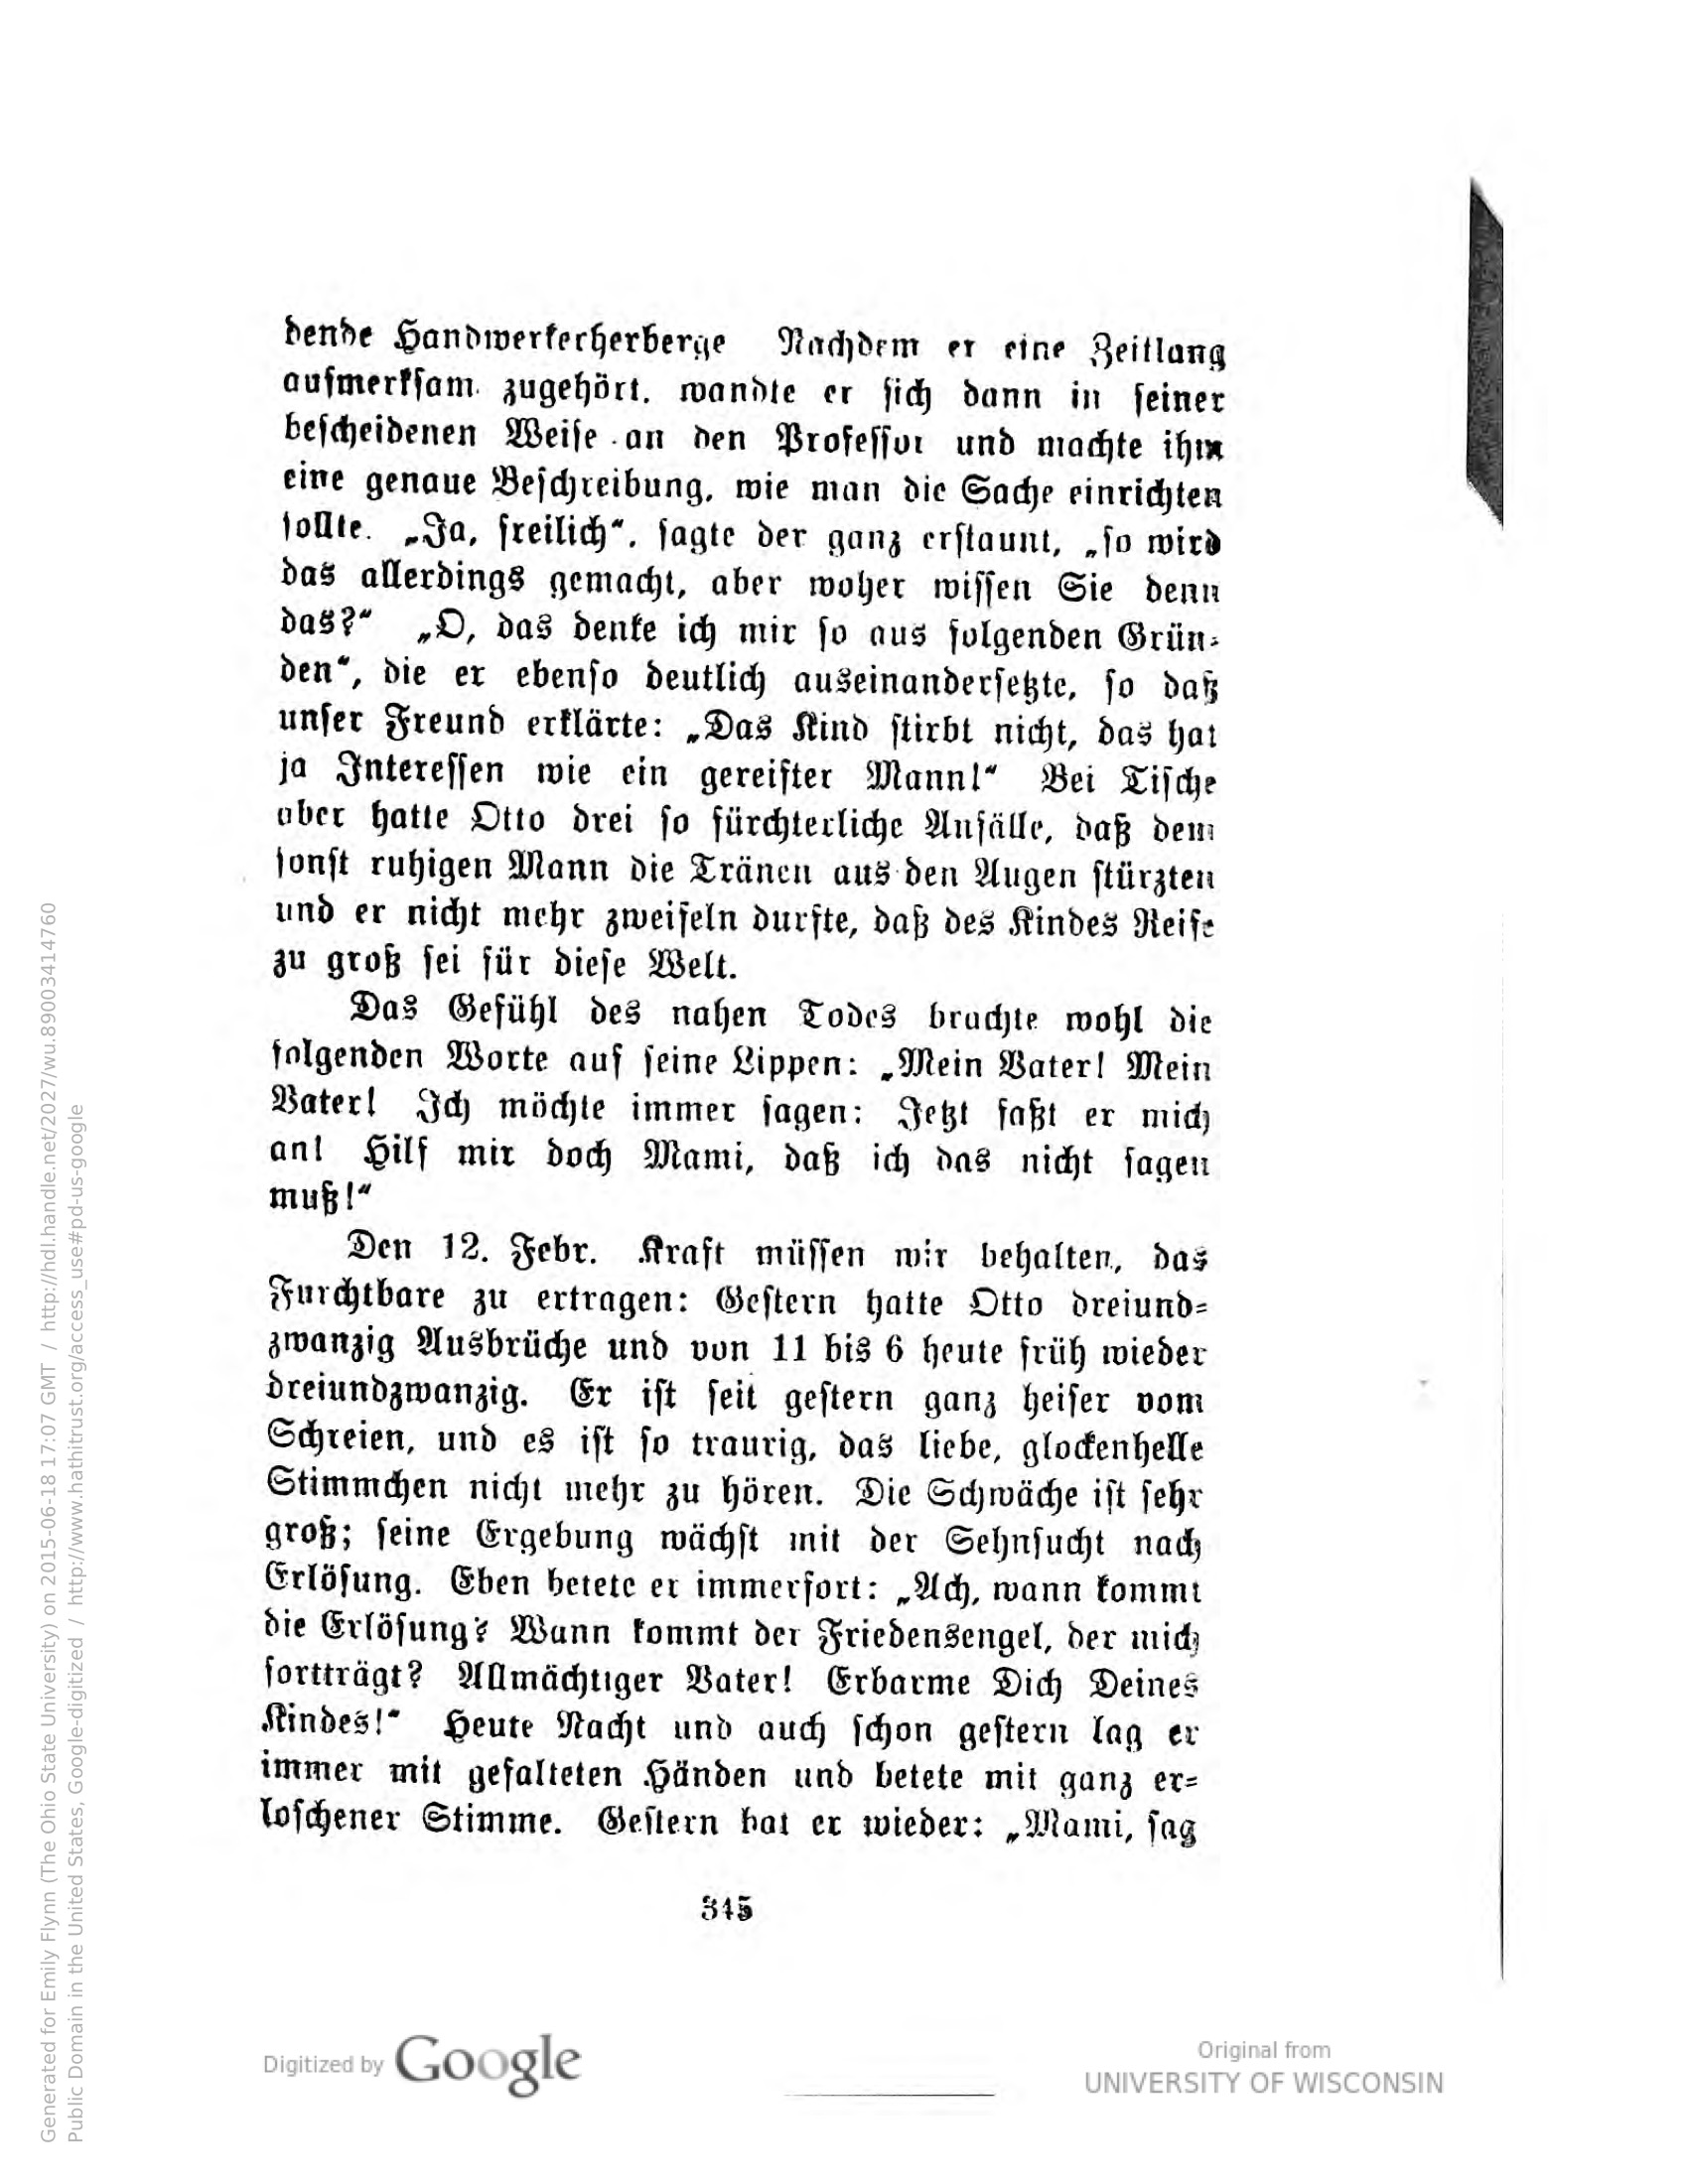 dende Handwerkerherberge Nachdem er eine Zeitlang
aufmerksam zugehört, wandte er sich dann in seiner
bescheidenen Weise an den Professor und machte ihm
eine genaue Beschreibung, wie man die Sache einrichten
sollte. „Ja, freilich“, sagte der ganz erstaunt, „so wird
das allerdings gemacht, aber woher wissen Sie denn
das?“ „O, das denke ich mir so aus folgenden Grün-
den“, die er ebenso deutlich auseinandersetzte, so daß
unser Freund erklärte: „Das Kind stirbt nicht, das hat
ja Interessen wie ein gereifter Mann!“ Bei Tische
aber hatte Otto drei so fürchterliche Anfälle, daß dem
sonst ruhigen Mann die Tränen aus den Augen stürzten
und er nicht mehr zweifeln durfte, daß des Kindes Reife
zu groß sei für diese Welt.
Das Gefühl des nahen Todes brachte wohl die
folgenden Worte auf seine Lippen: „Mein Vater! Mein
Vater! Ich möchte immer sagen: Jetzt faßt er mich
an! Hilf mir doch Mami, daß ich das nicht sagen
muß!“
Den 12. Febr. Kraft müssen wir behalten, das
Furchtbare zu ertragen: Gestern hatte Otto dreiund-
zwanzig Ausbrüche und von 11 bis 6 heute früh wieder
dreiundzwanzig. Er ist seit gestern ganz heiser vom
Schreien, und es ist so traurig, das liebe, glockenhelle
Stimmchen nicht mehr zu hören. Die Schwäche ist sehr
groß; seine Ergebung wächst mit der Sehnsucht nach
Erlösung. Eben betete er immerfort: „Ach, wann kommt
die Erlösung? Wann kommt der Friedensengel, der mich
fortträgt? Allmächtiger Vater! Erbarme Dich Deines
Kindes!“ Heute Nacht und auch schon gestern lag er
immer mit gefalteten Händen und betete mit ganz er-
loschener Stimme. Gestern bat er wieder: „Mami, sag
345
Digitized by Google
Original from
UNIVERSITY OF WISCONSIN
Generated for Emily Flynn (The Ohio State University) on 2015-06-18 17:07 GMT / http://hdl.handle.net/2027/wu.89003414760
Public Domain in the United States, Google-digitized / http://www.hathitrust.org/access_use#pd-us-google